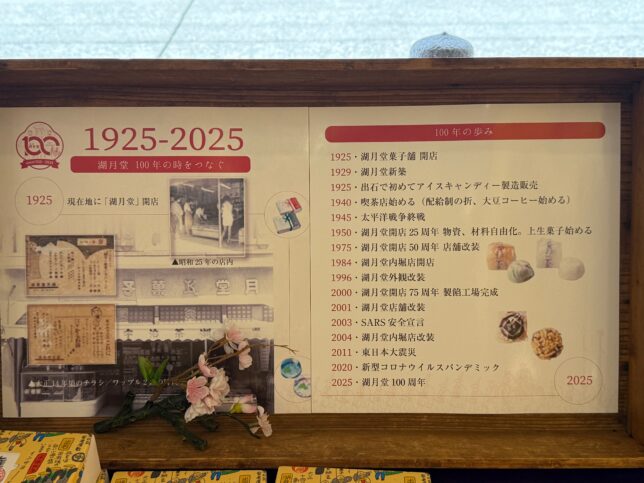 100
1925-2025
湖月堂 100年の時をつなぐ
1925
現在地に「湖月堂」開店
▲昭和25年の店内
100年の歩み
1925・湖月堂菓子舗 開店
1929・湖月堂新築
1925・出石で初めてアイスキャンディー製造販売
1940・喫茶店始める（配給制の折、大豆コーヒー始める）
1945・太平洋戦争終戦
1950・湖月堂開店25周年 物資、材料自由化。上生菓子始める
1975・湖月堂開店50周年 店舗改装
1984・湖月堂内堀店開店
1996・湖月堂外観改装
2000・湖月堂開店75周年 製餡工場完成
2001・湖月堂店舗改装
2003・SARS安全宣言
2004・湖月堂内堀店改装
2011・東日本大震災
2020・新型コロナウイルスパンデミック
2025・湖月堂100周年
2025